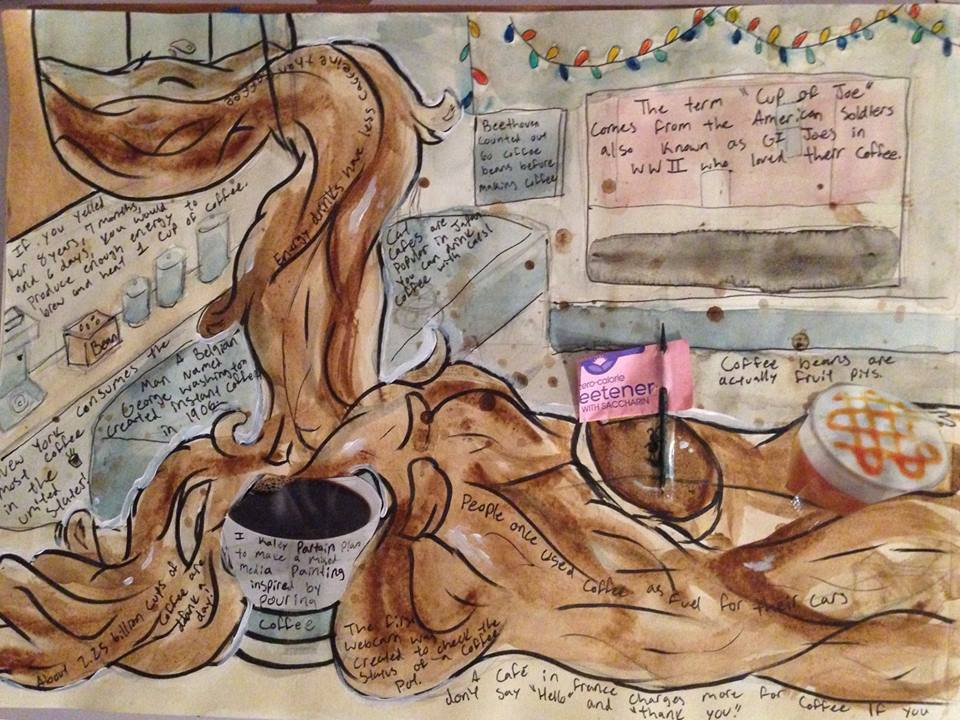 Energy drinks have less caffeine than
coffee
Beethoven
counted out
60 coffee
beans before
making coffee
The term "Cup of Joe"
comes from the American Soldiers
also known as GI Joes in
WW II who loved their coffee.
If you yelled
for 8 years, 7 months,
and 6 days, you would
produce enough energy to
brew and heat 1 cup of coffee.
Cat
Cafes are
popular in Japan
you can drink
coffee with cats!
Bean
A Belgian
man named
George Washington
created instant coffee
in 1906
New York
consumes the
most coffee
in the
united
states!
zero-calorie
eetener
WITH SACCHARIN
Coffee beans are
actually fruit pits.
People once used coffee as fuel for their cars
I Kaley Partain plan
to make a mixed
media painting
inspired by
pouring
coffee
About 2.25 billion cups of
coffee are
drank a
day!
The first
webcam was
created to check the
status of a coffee
pot.
A café in France charges more for coffee if you
don't say "Hello" and "thank you!"